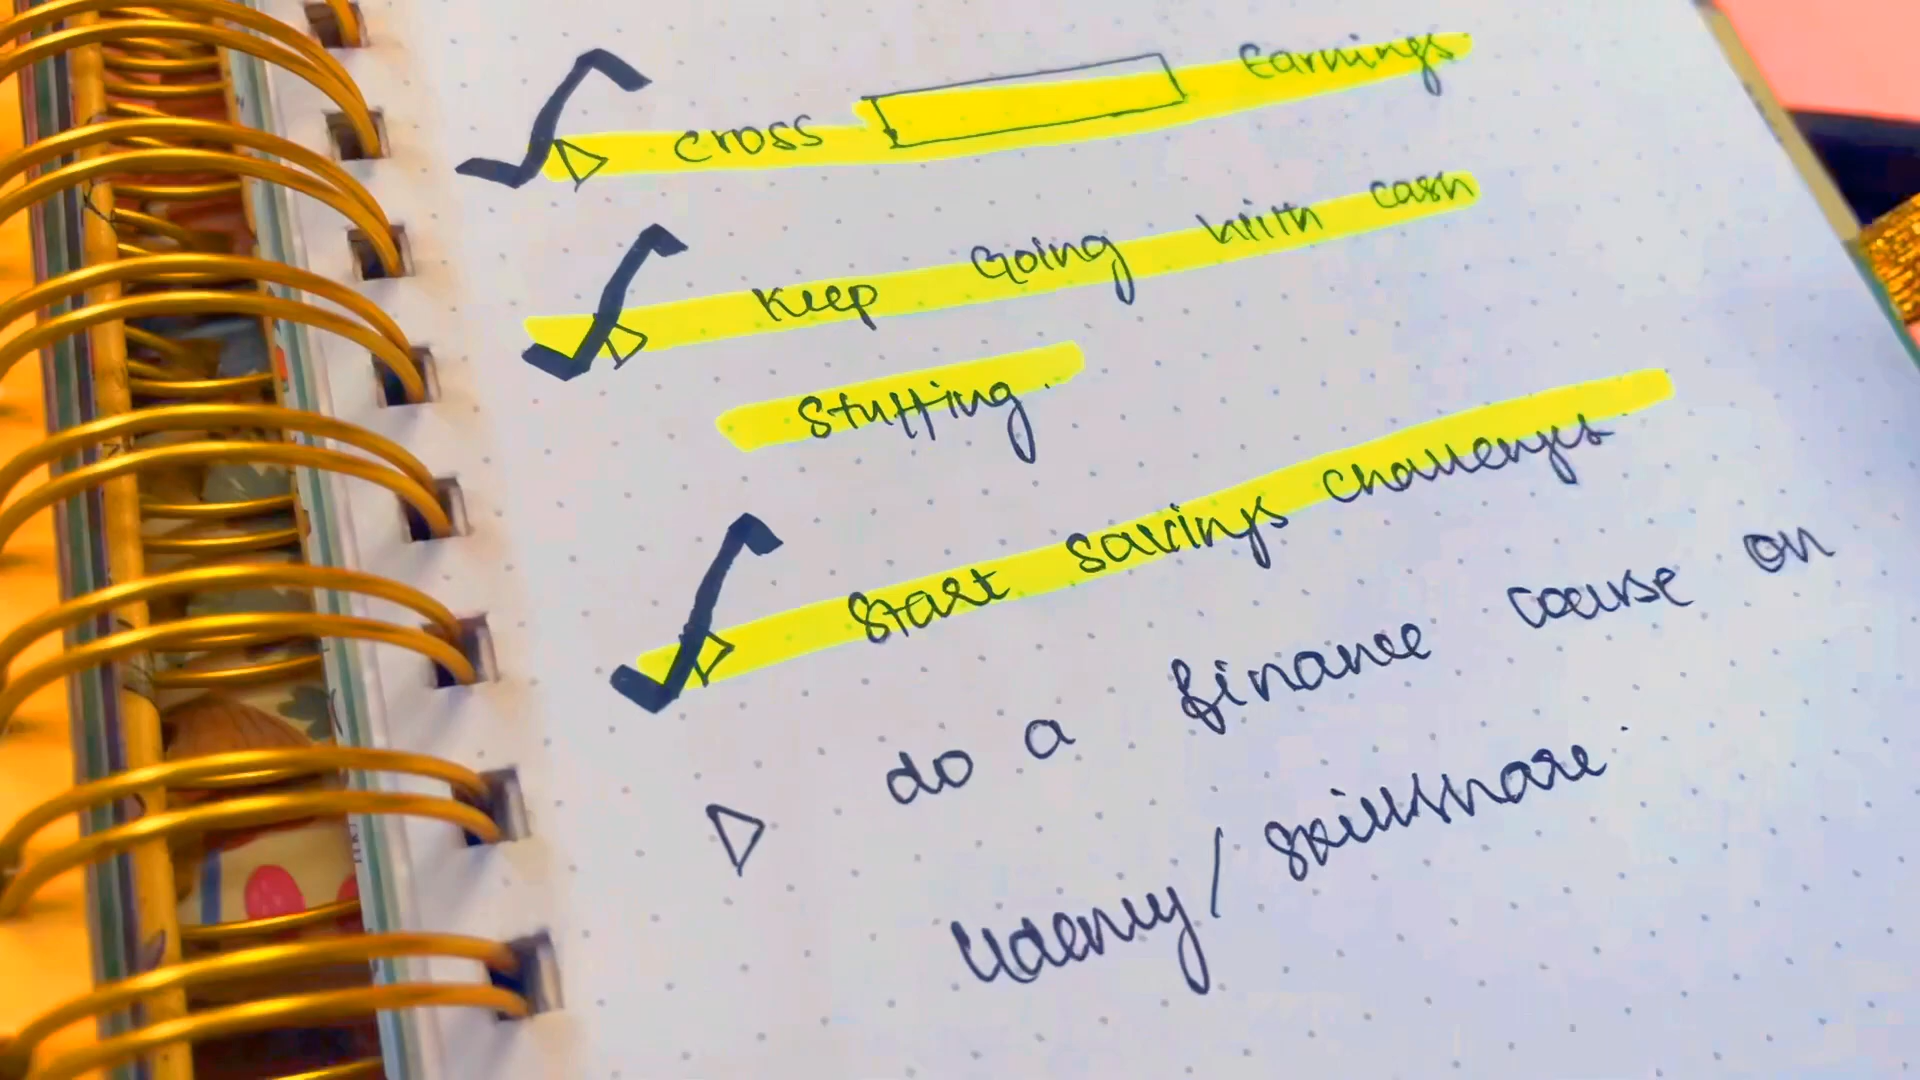 cross Earnings
Keep Going with cash
Stuffing.
Start savings challenges
do a finance course on
Udemy/ skillshare.